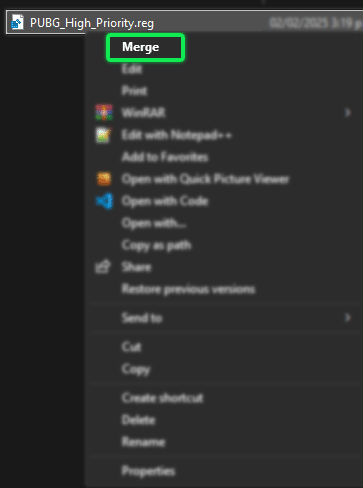 PUBG_High_Priority.reg 02/02/2025 3:19 p
Merge
Edit
Print
WinRAR
Edit with Notepad++
Add to Favorites
Open with Quick Picture Viewer
Open with Code
Open with...
Copy as path
Share
Restore previous versions
Send to
Cut
Copy
Create shortcut
Delete
Rename
Properties